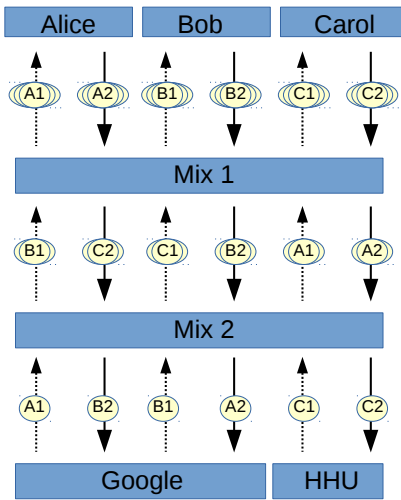 Alice Bob Carol
A1 A2 B1 B2 C1 C2
Mix 1
B1 C2 C1 B2 A1 A2
Mix 2
A1 B2 B1 A2 C1 C2
Google HHU